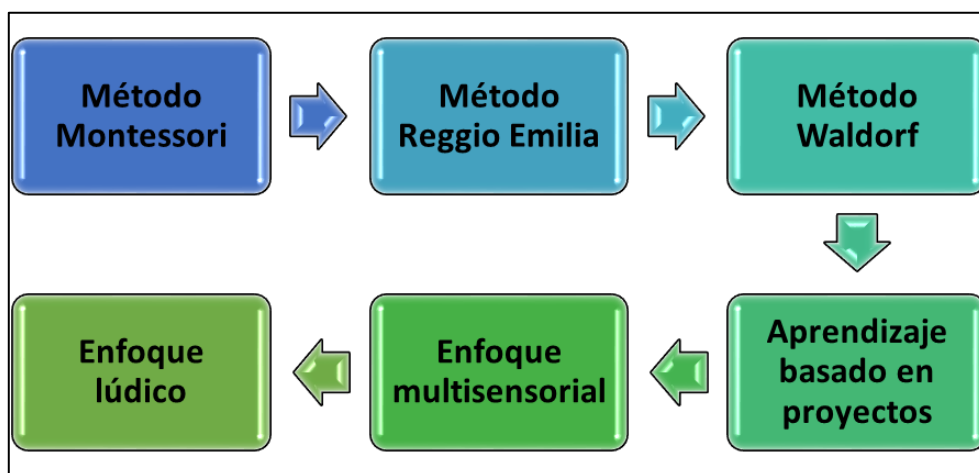 Método
Montessori
Método
Reggio Emilia
Método
Waldorf
Aprendizaje
basado en
proyectos
Enfoque
multisensorial
Enfoque
lúdico